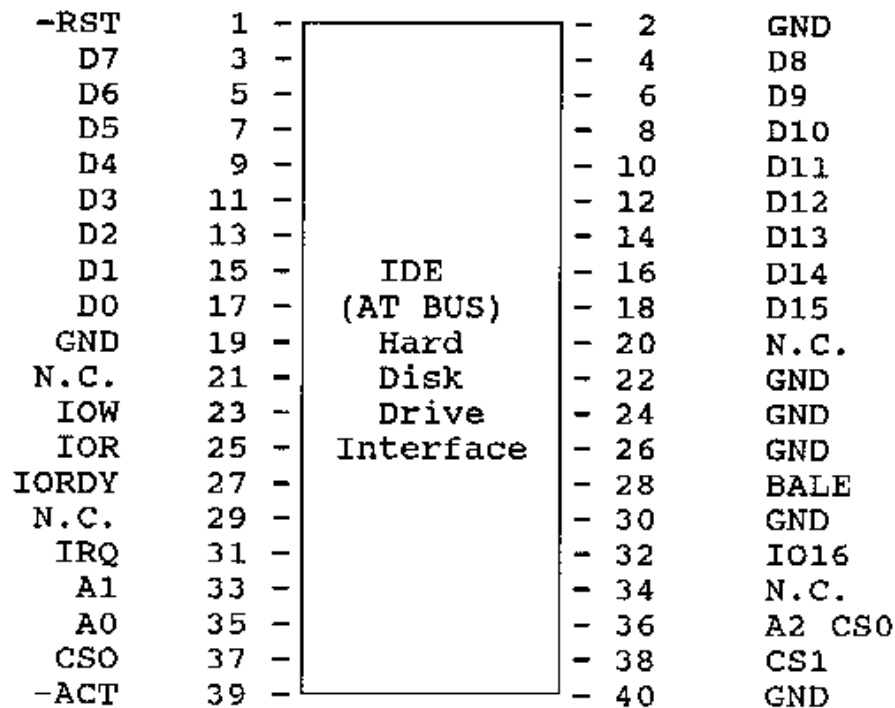 -RST 1 - - 2 GND
D7 3 - - 4 D8
D6 5 - - 6 D9
D5 7 - - 8 D10
D4 9 - - 10 D11
D3 11 - - 12 D12
D2 13 - - 14 D13
D1 15 - IDE - 16 D14
D0 17 - (AT BUS) - 18 D15
GND 19 - Hard - 20 N.C.
N.C. 21 - Disk - 22 GND
IOW 23 - Drive - 24 GND
IOR 25 - Interface - 26 GND
IORDY 27 - - 28 BALE
N.C. 29 - - 30 GND
IRQ 31 - - 32 IO16
A1 33 - - 34 N.C.
A0 35 - - 36 A2 CS0
CSO 37 - - 38 CS1
-ACT 39 - - 40 GND